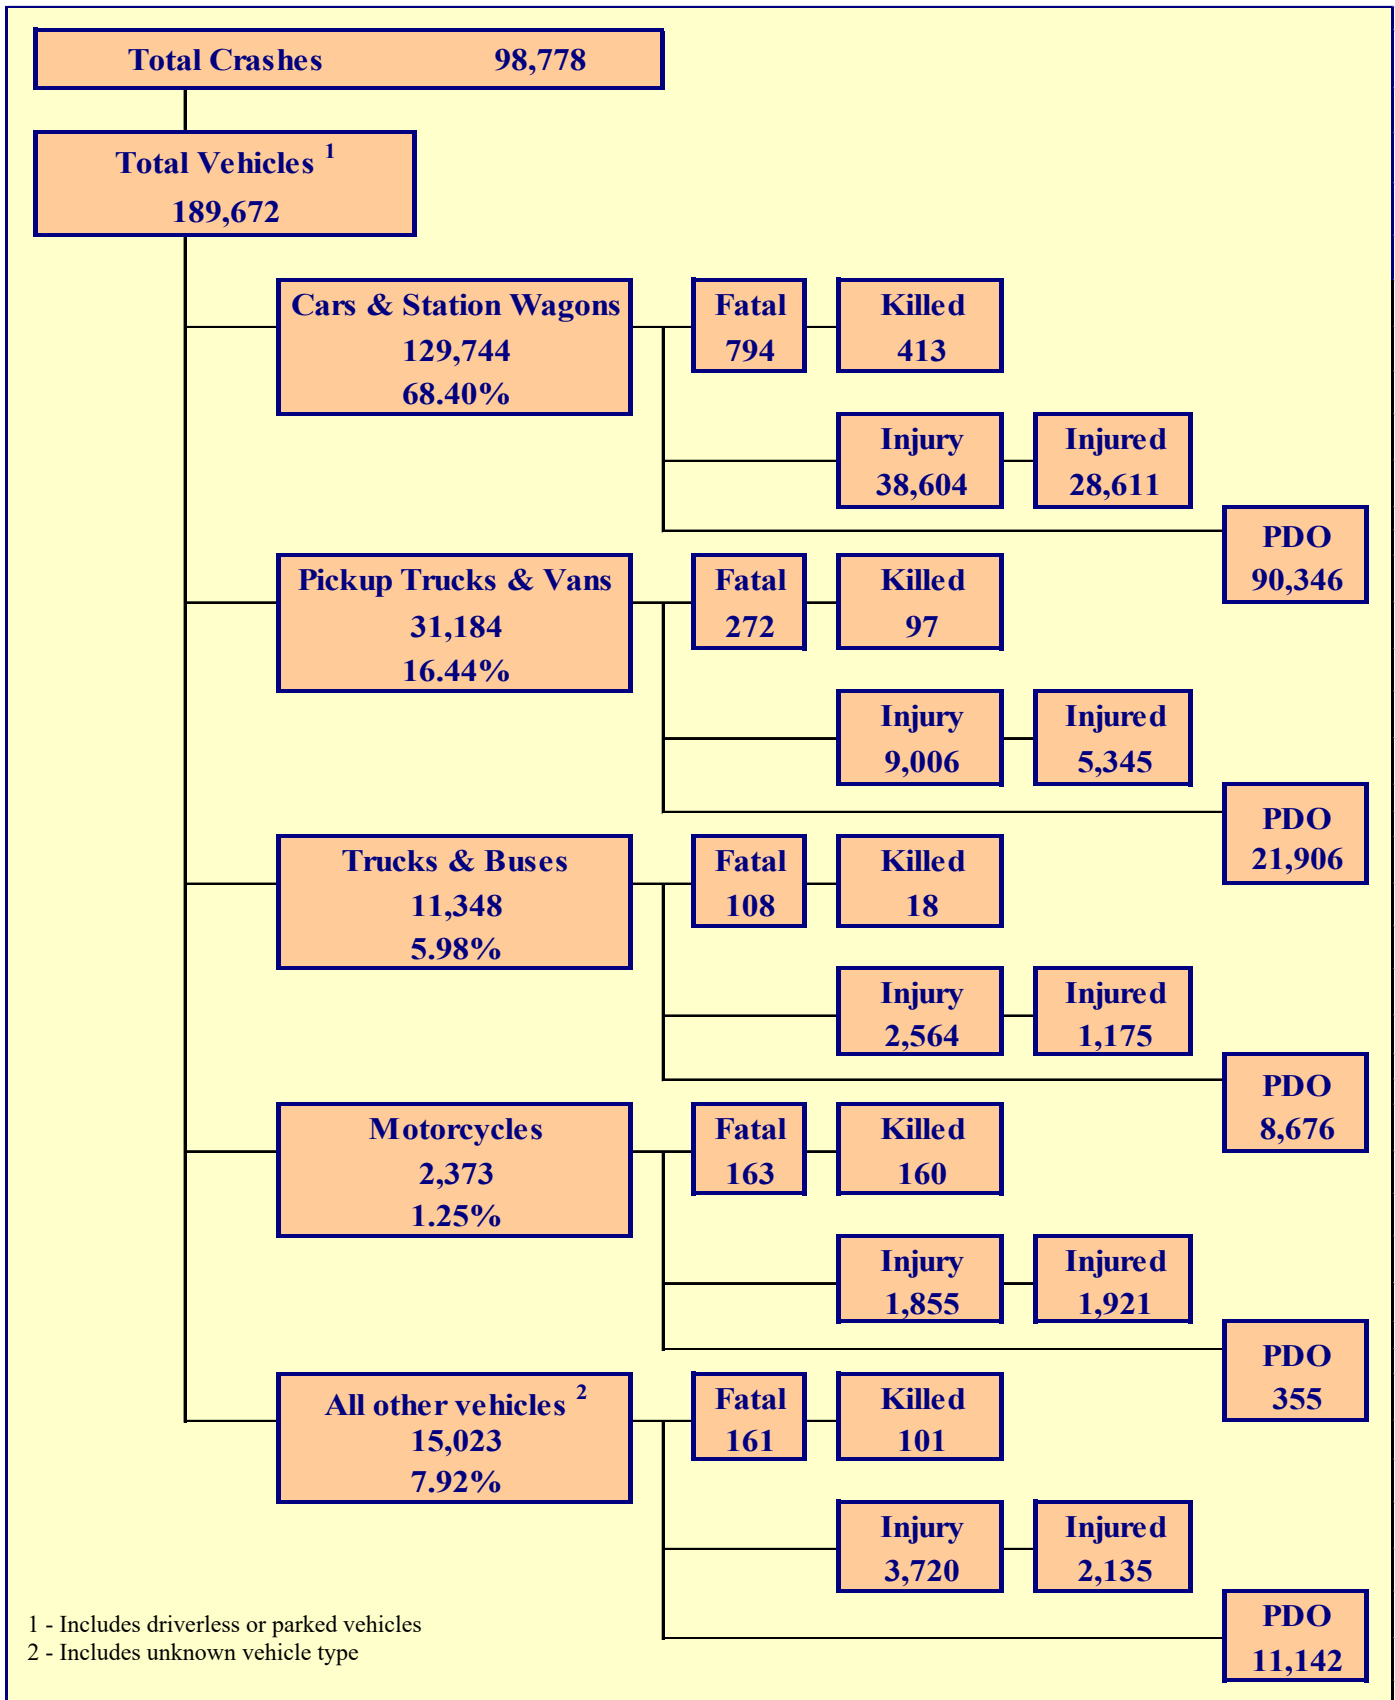 Total Crashes 98,778
Total Vehicles 1
189,672
Cars & Station Wagons
129,744
68.40%
Fatal
794
Killed
413
Injury
38,604
Injured
28,611
PDO
90,346
Pickup Trucks & Vans
31,184
16.44%
Fatal
272
Killed
97
Injury
9,006
Injured
5,345
PDO
21,906
Trucks & Buses
11,348
5.98%
Fatal
108
Killed
18
Injury
2,564
Injured
1,175
PDO
8,676
Motorcycles
2,373
1.25%
Fatal
163
Killed
160
Injury
1,855
Injured
1,921
PDO
355
All other vehicles 2
15,023
7.92%
Fatal
161
Killed
101
Injury
3,720
Injured
2,135
PDO
11,142
1 - Includes driverless or parked vehicles
2 - Includes unknown vehicle type